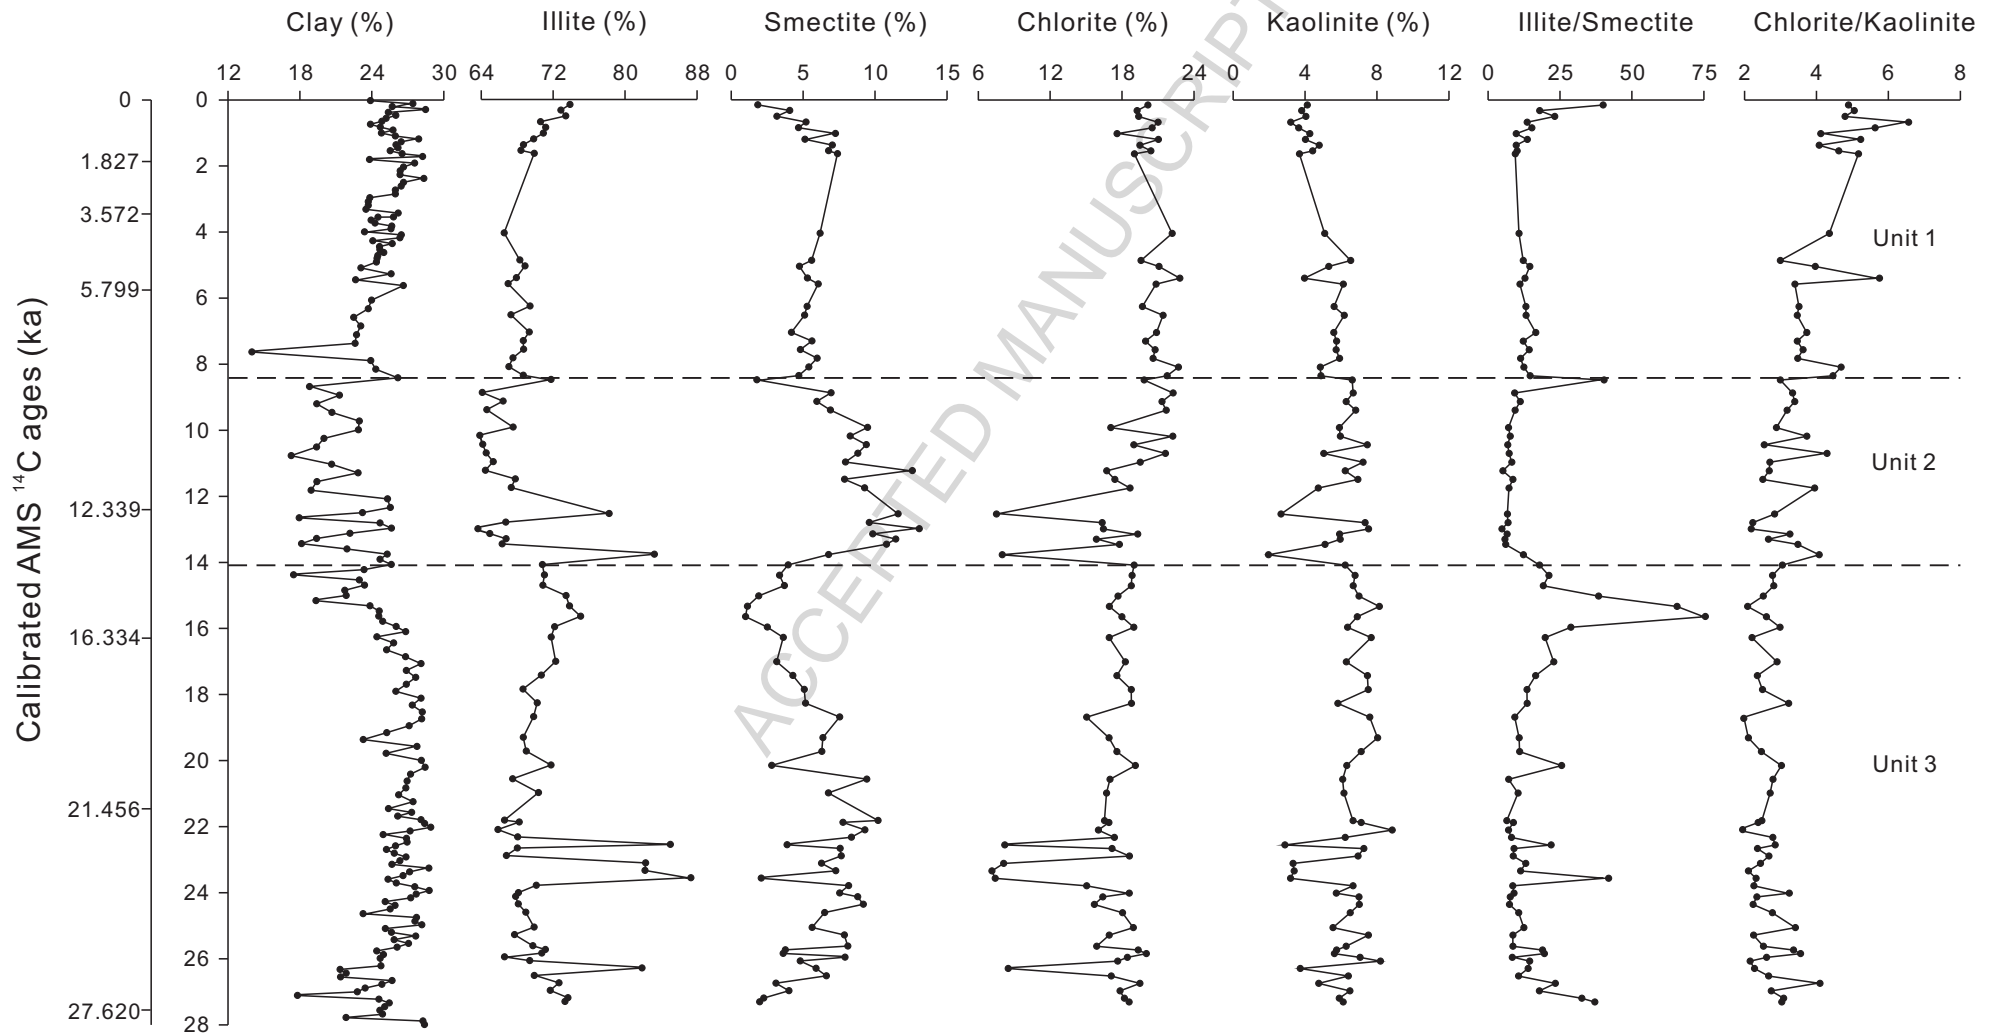 Clay (%) Illite (%) Smectite (%) Chlorite (%) Kaolinite (%) Illite/Smectite Chlorite/Kaolinite
12 18 24 30 64 72 80 88 0 5 10 15 6 12 18 24 0 4 8 12 0 25 50 75 2 4 6 8
0 0
1.827 2
3.572 4
Unit 1
5.799 6
8
10
Unit 2
12.339 12
14
16.334 16
18
20
Unit 3
21.456 22
24
26
27.620 28
Calibrated AMS ¹⁴C ages (ka)
ACCEPTED MANUSCRIPT